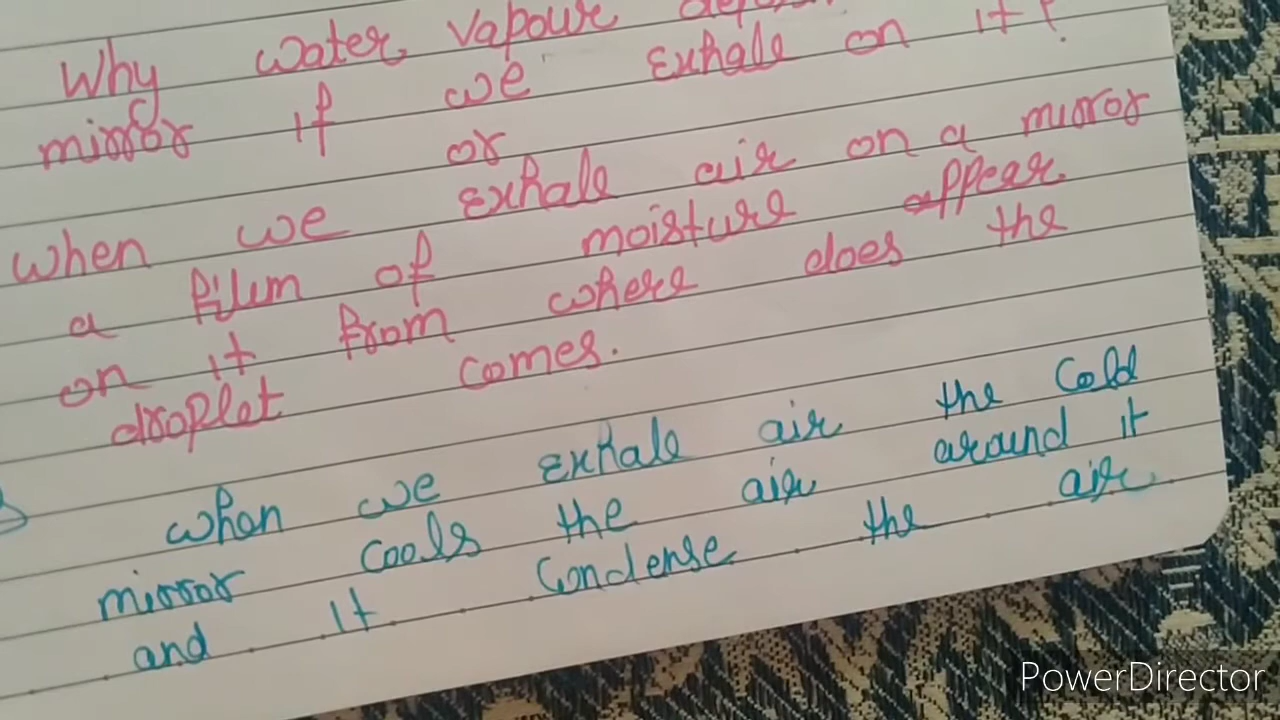 Why water vapour
mirror if we exhale on it?
or
when we exhale air on a mirror
a film of moisture appear.
on it from where does the
droplet comes.
when we exhale air the cold
mirror cools the air around it
and it condense the air
PowerDirector